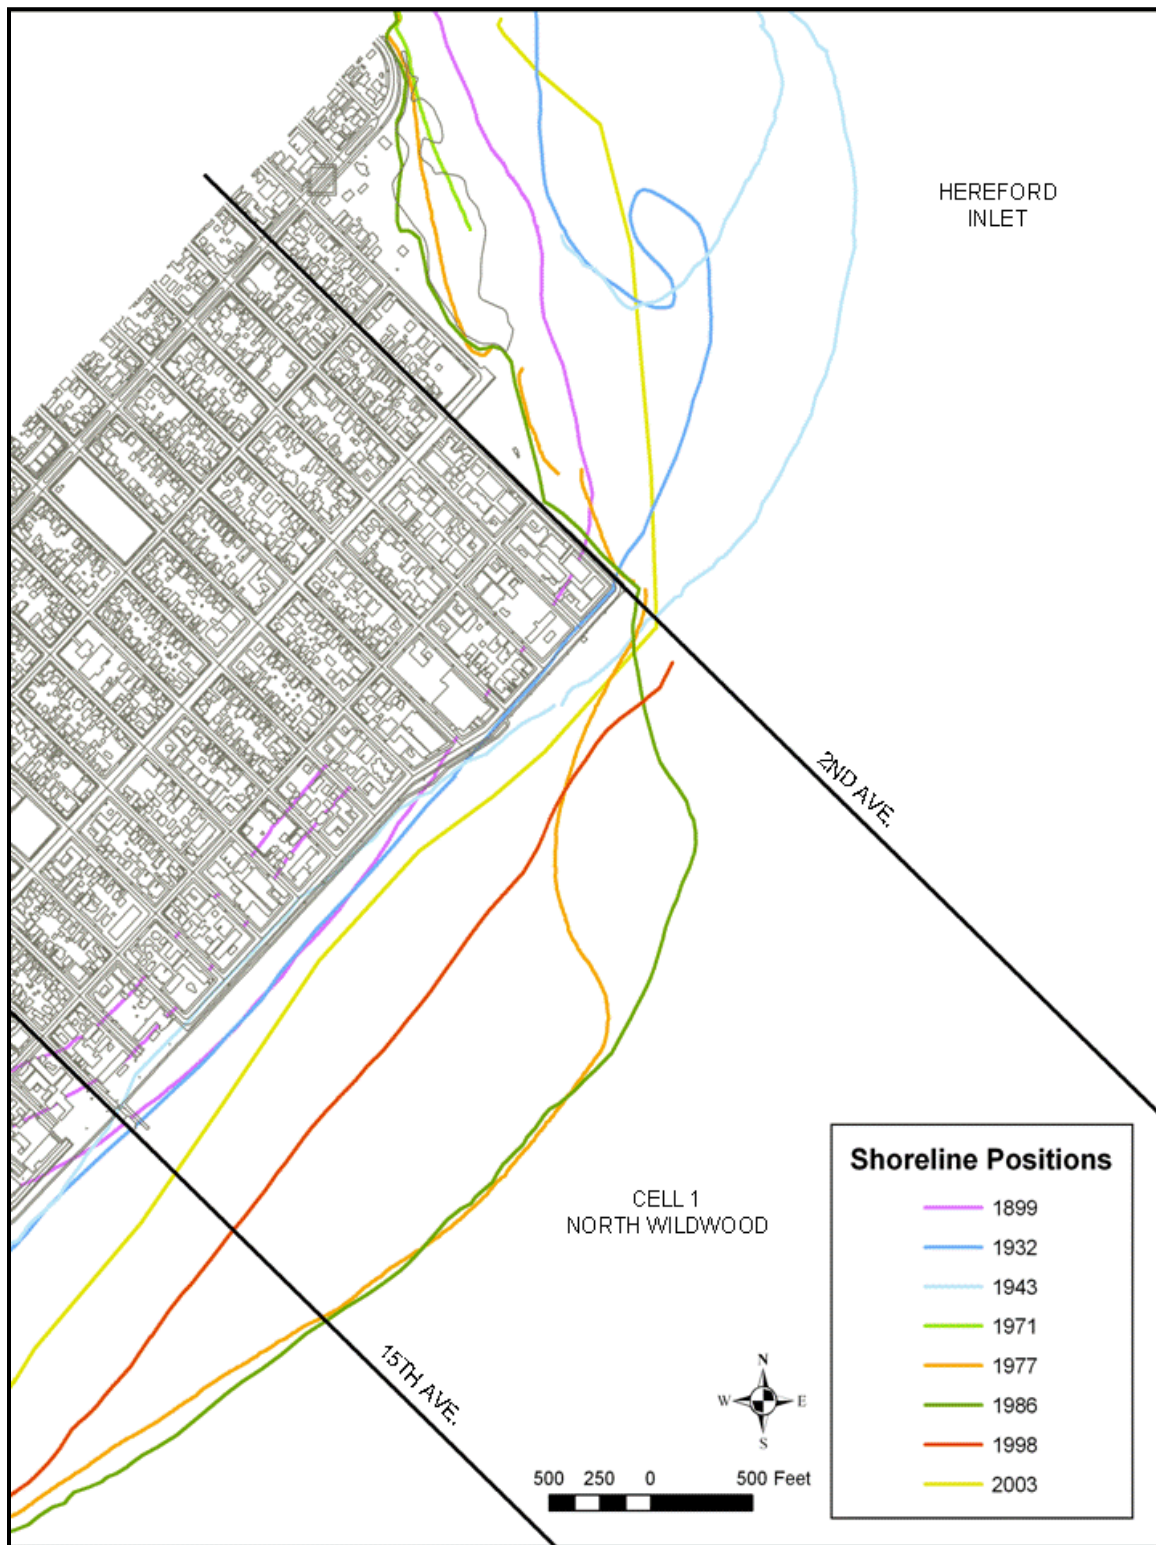 HEREFORD
INLET
2ND AVE.
CELL 1
NORTH WILDWOOD
15TH AVE.
N
W E
S
500 250 0 500 Feet
Shoreline Positions
1899
1932
1943
1971
1977
1986
1998
2003